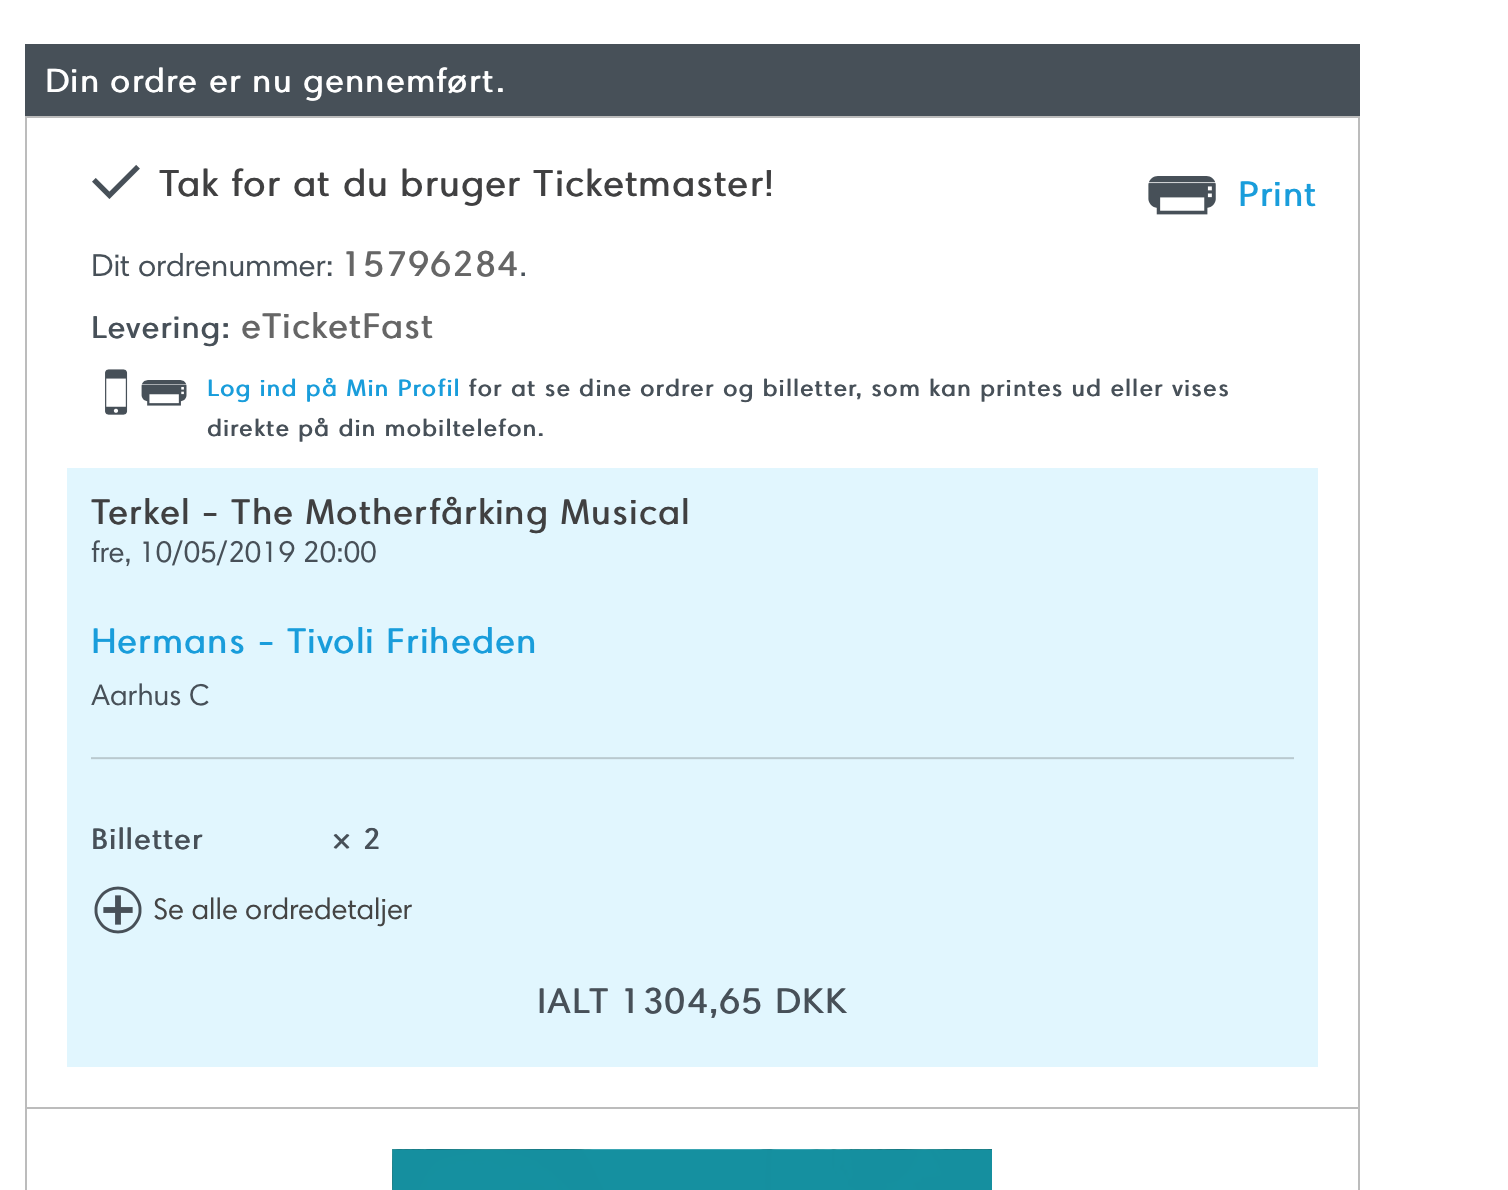 Din ordre er nu gennemført.
Tak for at du bruger Ticketmaster!
Print
Dit ordrenummer: 15796284.
Levering: eTicketFast
Log ind på Min Profil for at se dine ordrer og billetter, som kan printes ud eller vises
direkte på din mobiltelefon.
Terkel - The Motherfårking Musical
fre, 10/05/2019 20:00
Hermans - Tivoli Friheden
Aarhus C
Billetter × 2
Se alle ordredetaljer
IALT 1 304,65 DKK